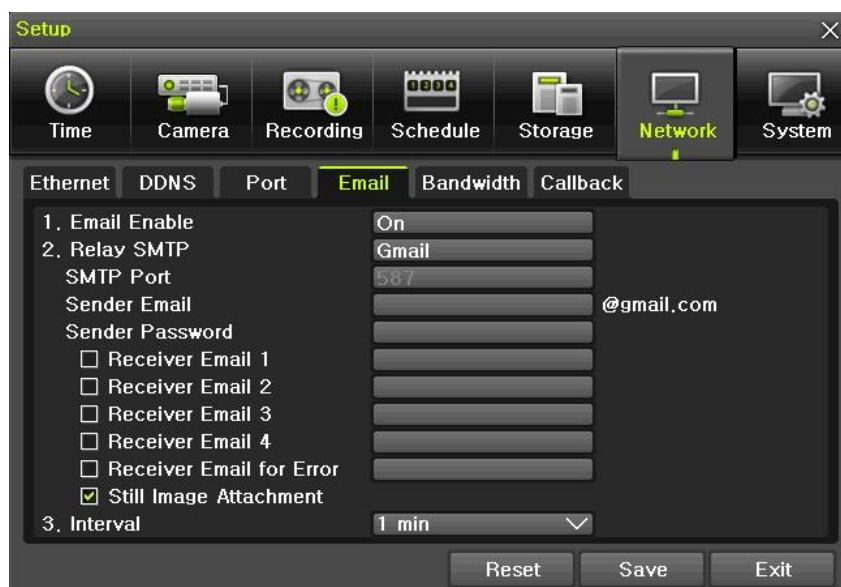 Setup
Time Camera Recording Schedule Storage Network System
Ethernet DDNS Port Email Bandwidth Callback
1. Email Enable On
2. Relay SMTP Gmail
SMTP Port 587
Sender Email @gmail.com
Sender Password
Receiver Email 1
Receiver Email 2
Receiver Email 3
Receiver Email 4
Receiver Email for Error
Still Image Attachment
3. Interval 1 min
Reset Save Exit